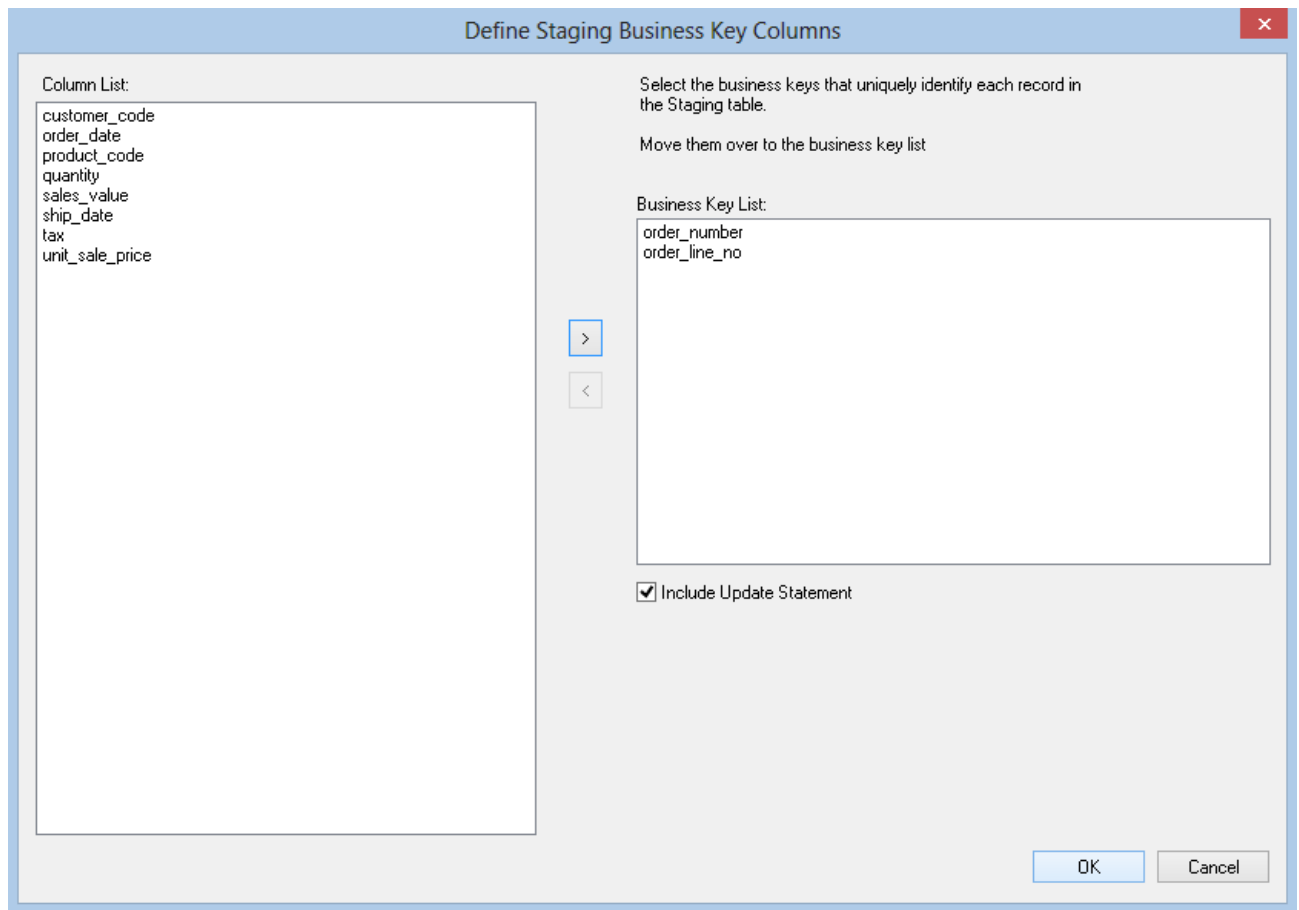 Define Staging Business Key Columns
Column List:
customer_code
order_date
product_code
quantity
sales_value
ship_date
tax
unit_sale_price
Select the business keys that uniquely identify each record in
the Staging table.
Move them over to the business key list
Business Key List:
order_number
order_line_no
>
<
Include Update Statement
OK
Cancel